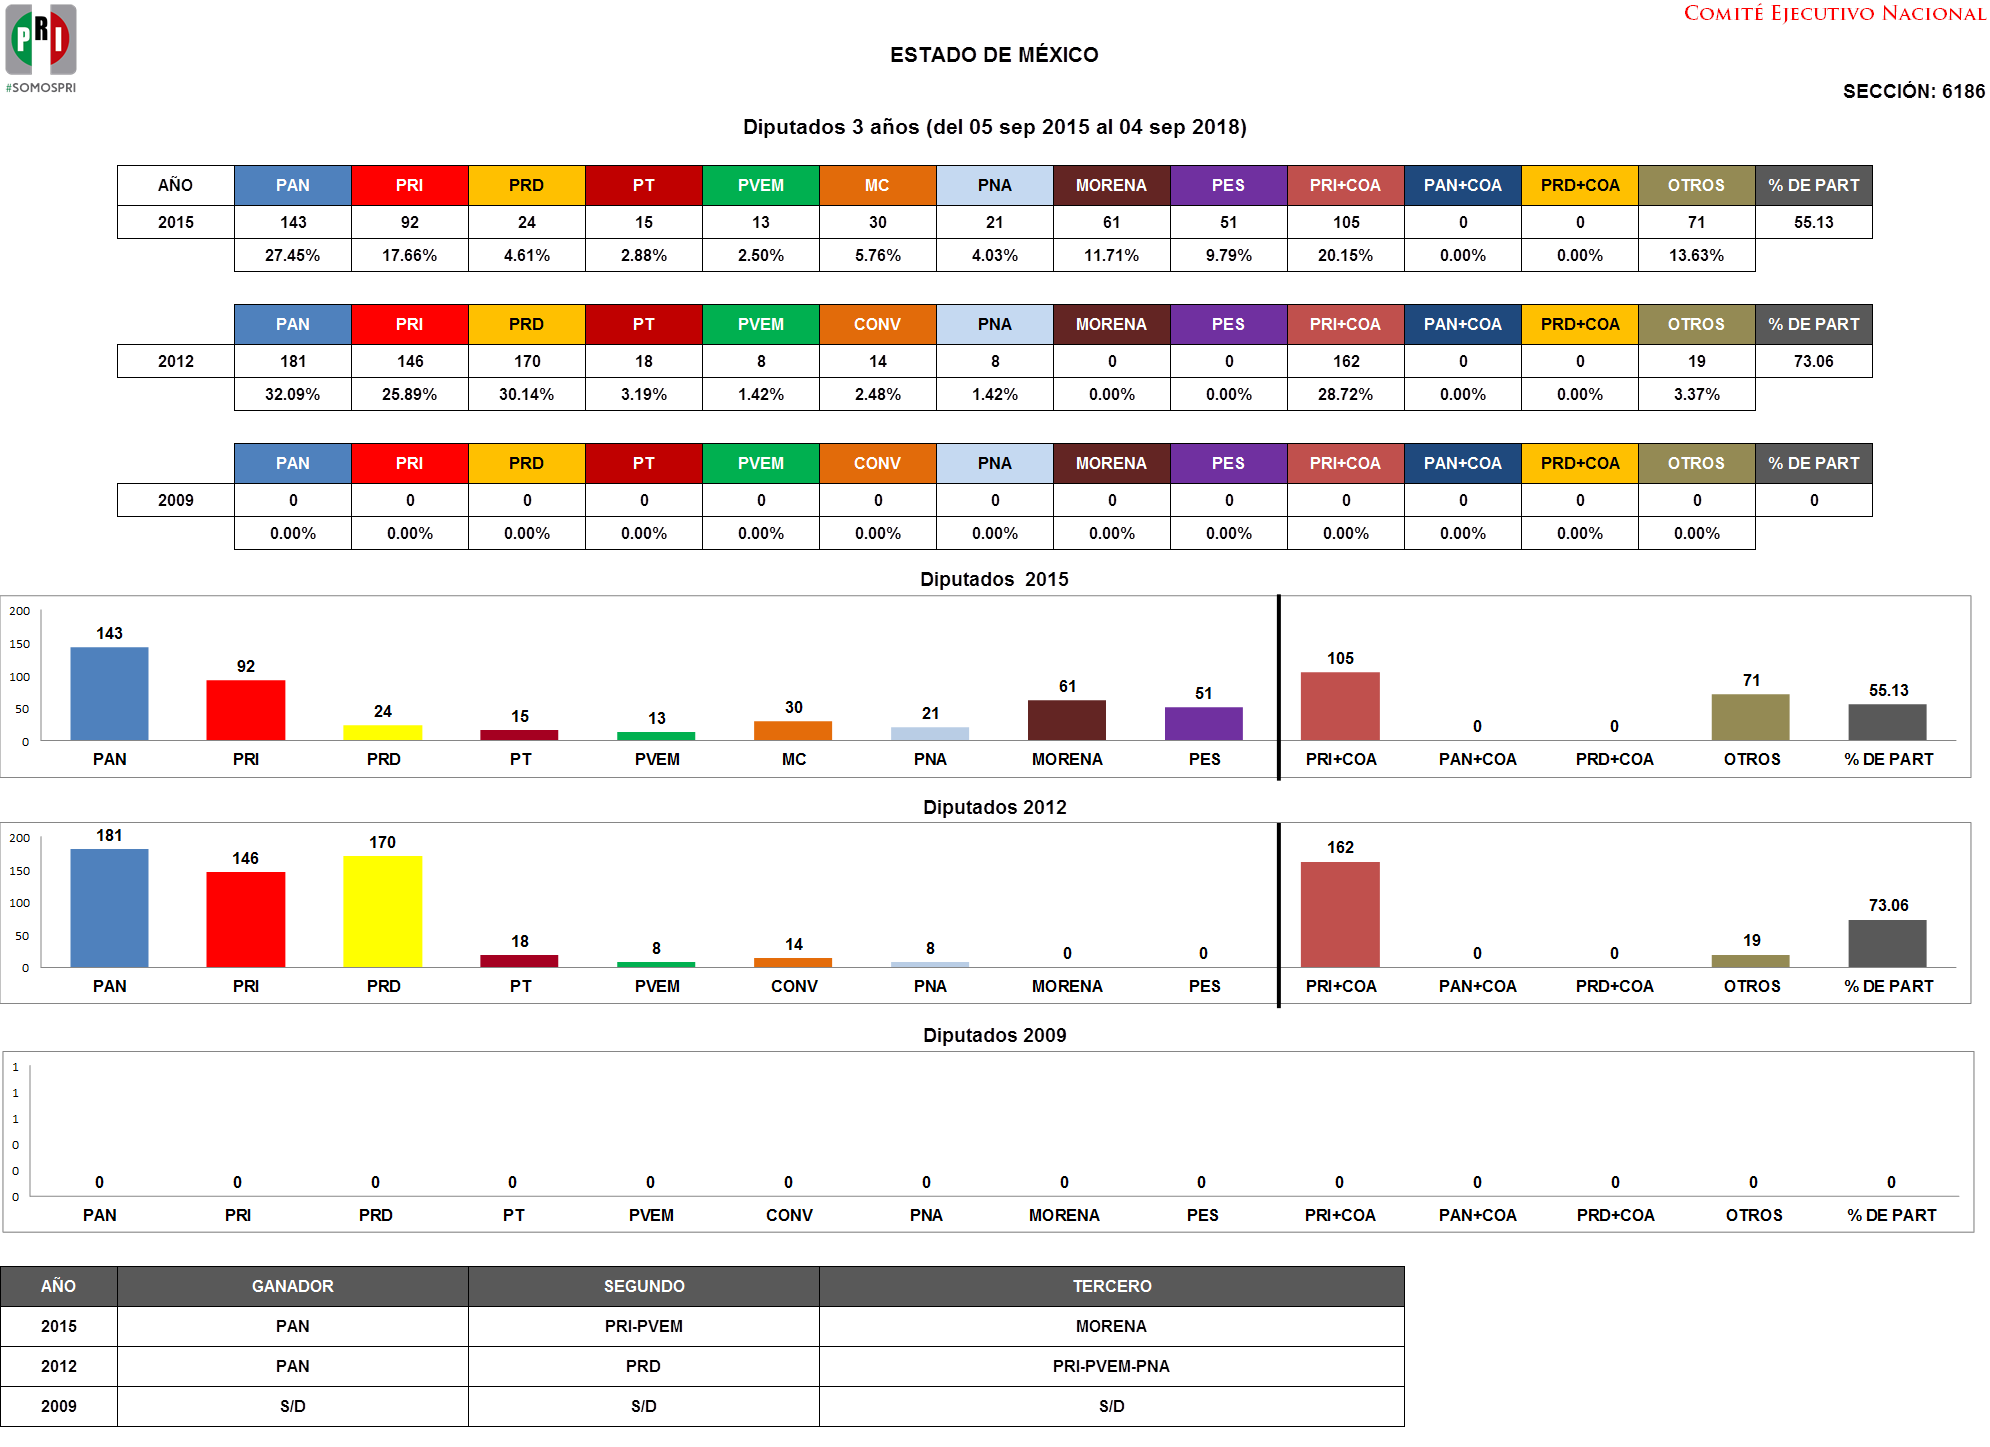 PRI
#SOMOSPRI
COMITÉ EJECUTIVO NACIONAL
ESTADO DE MÉXICO
SECCIÓN: 6186
Diputados 3 años (del 05 sep 2015 al 04 sep 2018)
AÑO PAN PRI PRD PT PVEM MC PNA MORENA PES PRI+COA PAN+COA PRD+COA OTROS % DE PART
2015 143 92 24 15 13 30 21 61 51 105 0 0 71 55.13
27.45% 17.66% 4.61% 2.88% 2.50% 5.76% 4.03% 11.71% 9.79% 20.15% 0.00% 0.00% 13.63%
PAN PRI PRD PT PVEM CONV PNA MORENA PES PRI+COA PAN+COA PRD+COA OTROS % DE PART
2012 181 146 170 18 8 14 8 0 0 162 0 0 19 73.06
32.09% 25.89% 30.14% 3.19% 1.42% 2.48% 1.42% 0.00% 0.00% 28.72% 0.00% 0.00% 3.37%
PAN PRI PRD PT PVEM CONV PNA MORENA PES PRI+COA PAN+COA PRD+COA OTROS % DE PART
2009 0 0 0 0 0 0 0 0 0 0 0 0 0 0
0.00% 0.00% 0.00% 0.00% 0.00% 0.00% 0.00% 0.00% 0.00% 0.00% 0.00% 0.00% 0.00%
Diputados 2015
200
150
100
50
0
143 92 24 15 13 30 21 61 51 105 0 0 71 55.13
PAN PRI PRD PT PVEM MC PNA MORENA PES PRI+COA PAN+COA PRD+COA OTROS % DE PART
Diputados 2012
200
150
100
50
0
181 146 170 18 8 14 8 0 0 162 0 0 19 73.06
PAN PRI PRD PT PVEM CONV PNA MORENA PES PRI+COA PAN+COA PRD+COA OTROS % DE PART
Diputados 2009
1
1
1
0
0
0
0 0 0 0 0 0 0 0 0 0 0 0 0 0
PAN PRI PRD PT PVEM CONV PNA MORENA PES PRI+COA PAN+COA PRD+COA OTROS % DE PART
AÑO GANADOR SEGUNDO TERCERO
2015 PAN PRI-PVEM MORENA
2012 PAN PRD PRI-PVEM-PNA
2009 S/D S/D S/D